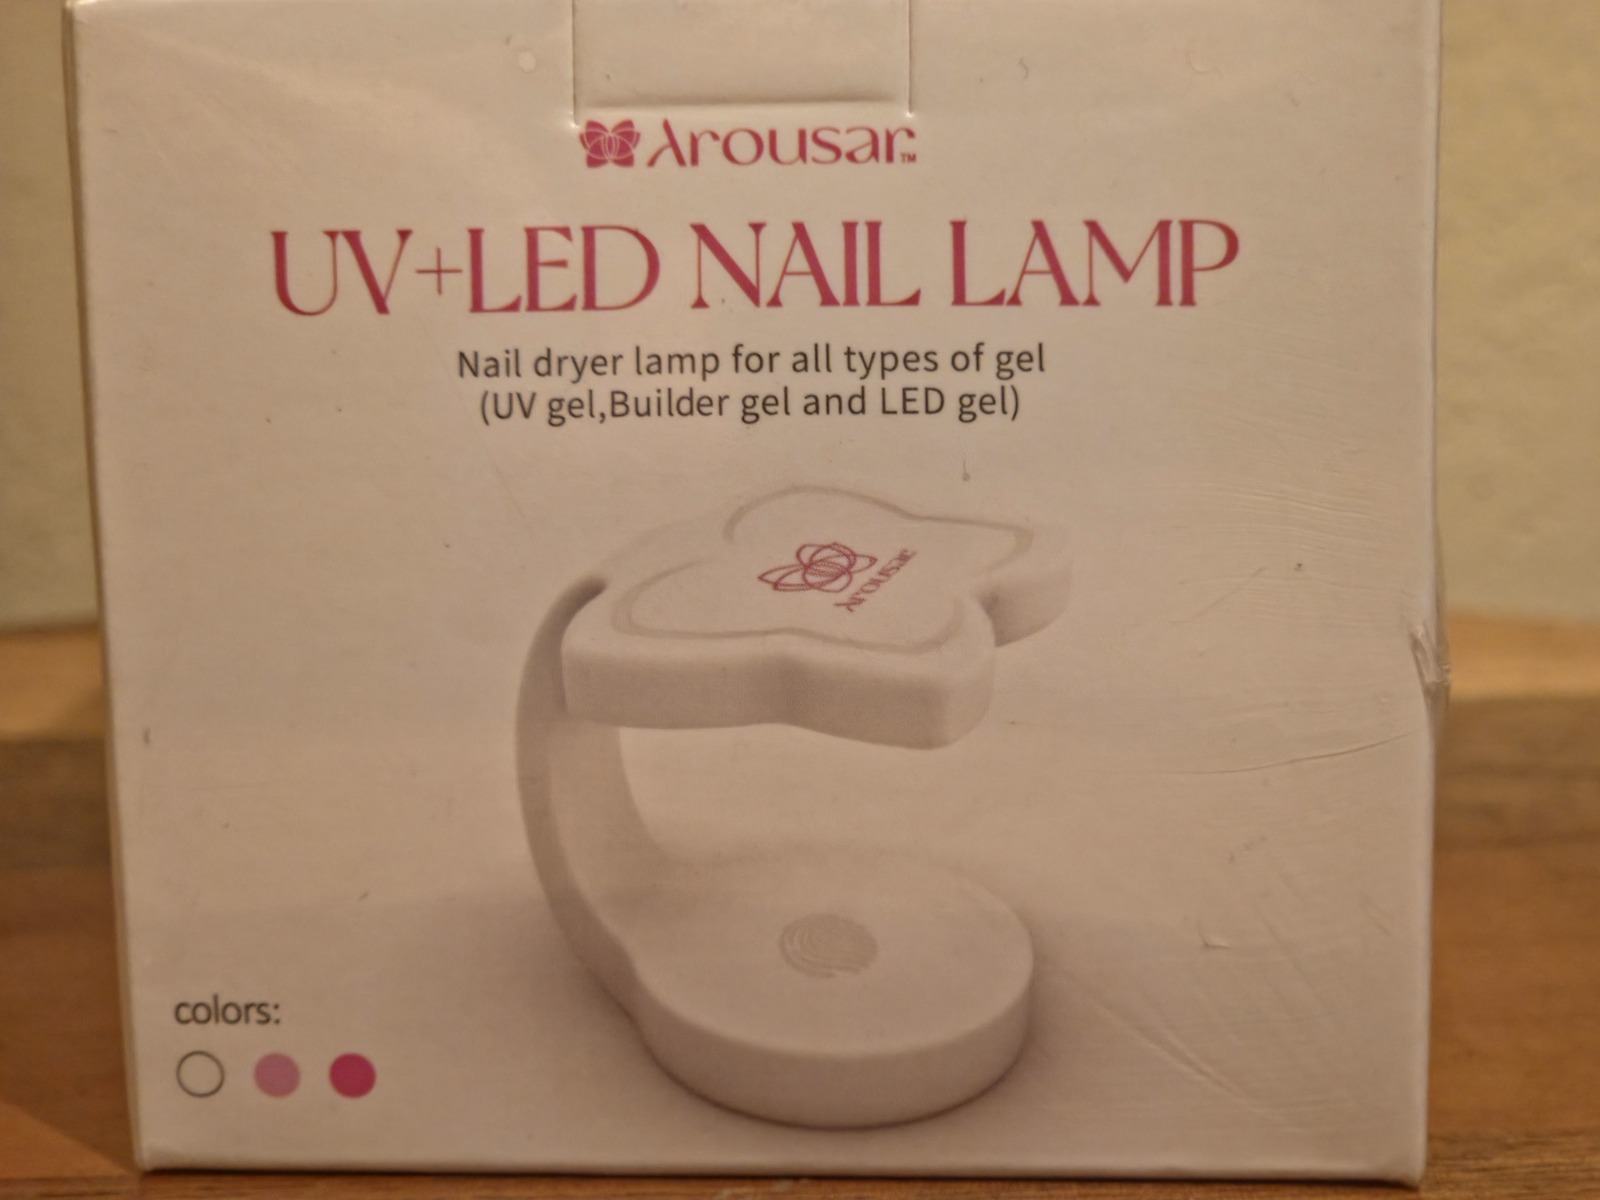 Arousar™
UV+LED NAIL LAMP
Nail dryer lamp for all types of gel
(UV gel,Builder gel and LED gel)
Arousar
colors: